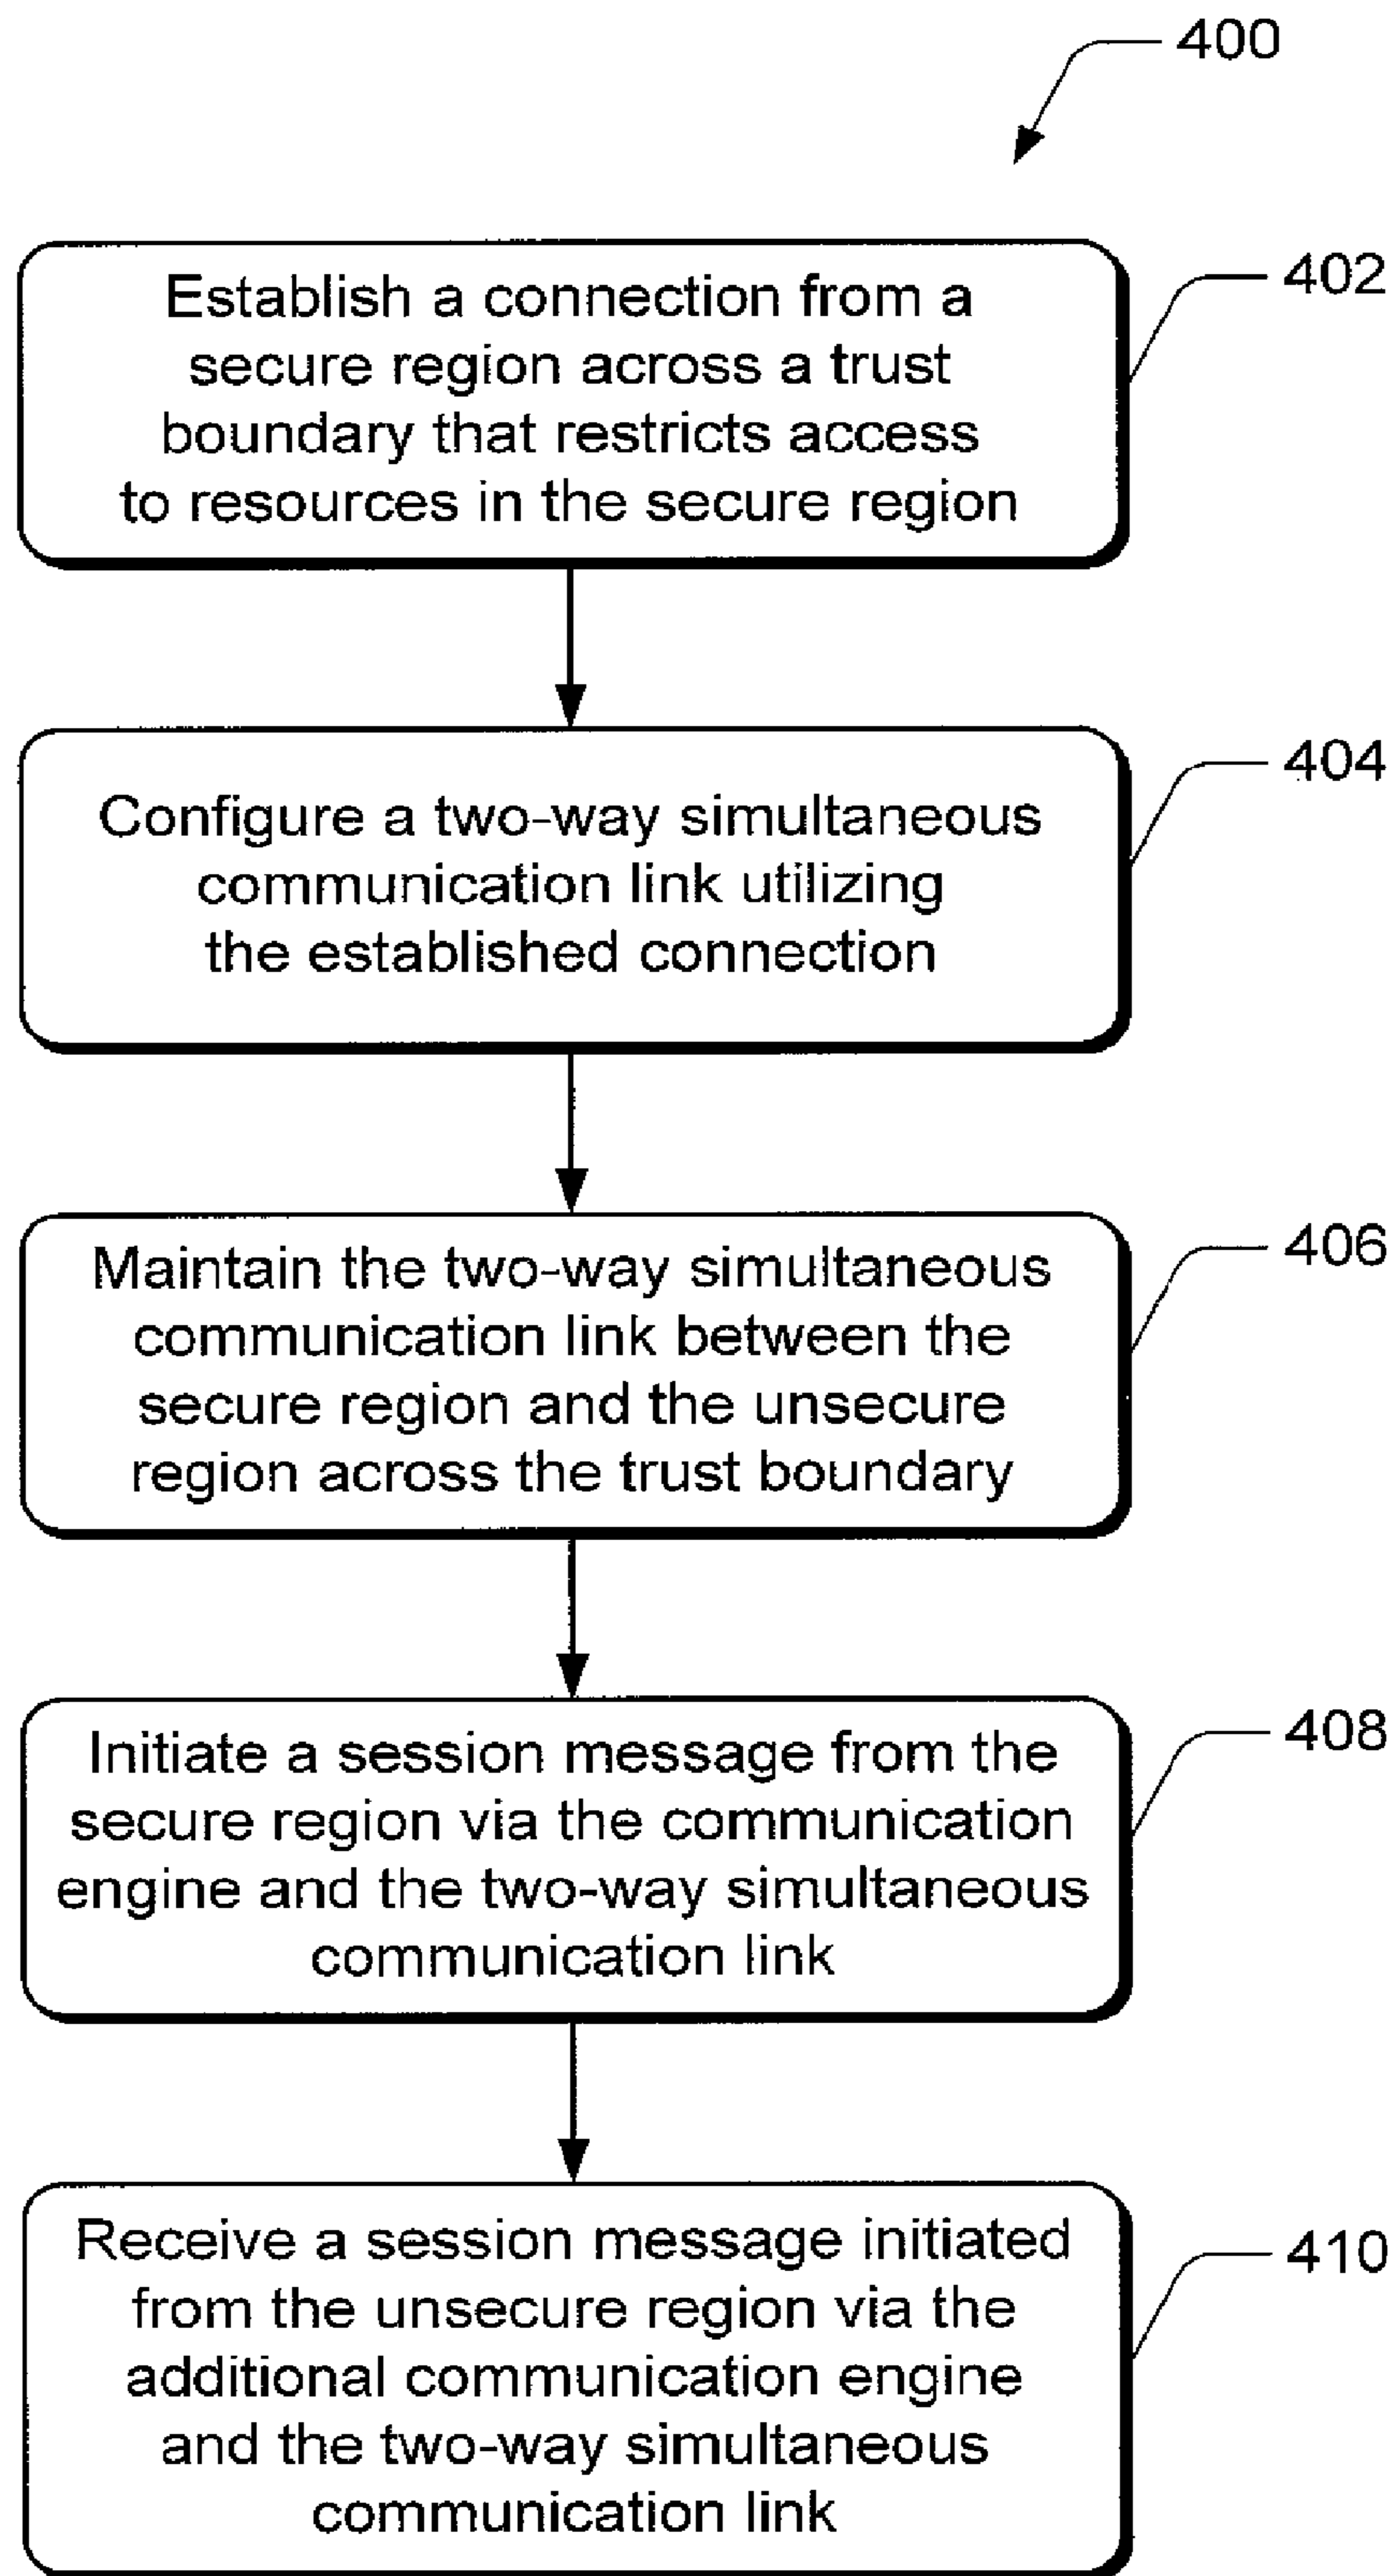 400
Establish a connection from a
secure region across a trust
boundary that restricts access
to resources in the secure region
402
Configure a two-way simultaneous
communication link utilizing
the established connection
404
Maintain the two-way simultaneous
communication link between the
secure region and the unsecure
region across the trust boundary
406
Initiate a session message from the
secure region via the communication
engine and the two-way simultaneous
communication link
408
Receive a session message initiated
from the unsecure region via the
additional communication engine
and the two-way simultaneous
communication link
410